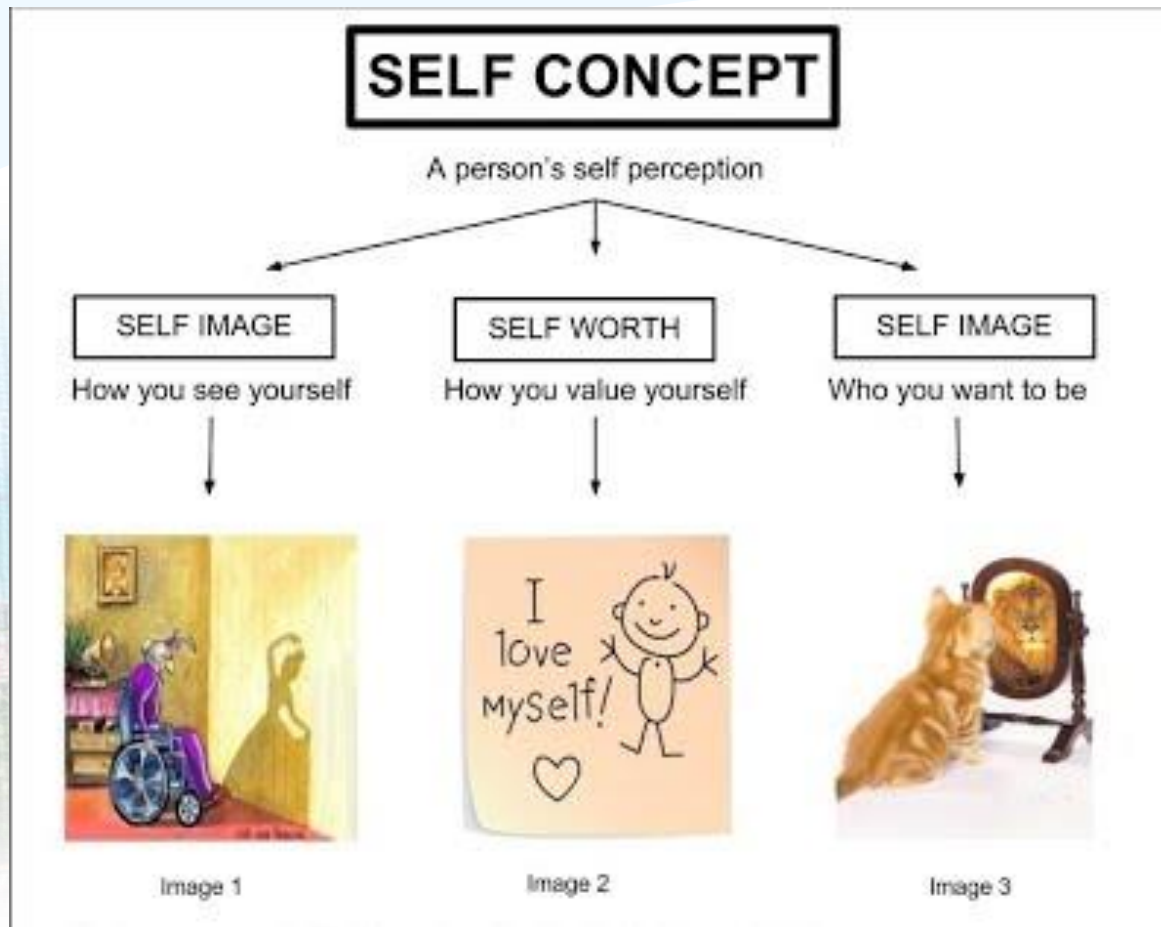 SELF CONCEPT
A person's self perception
SELF IMAGE
How you see yourself
SELF WORTH
How you value yourself
SELF IMAGE
Who you want to be
I
love
myself!
Image 1
Image 2
Image 3